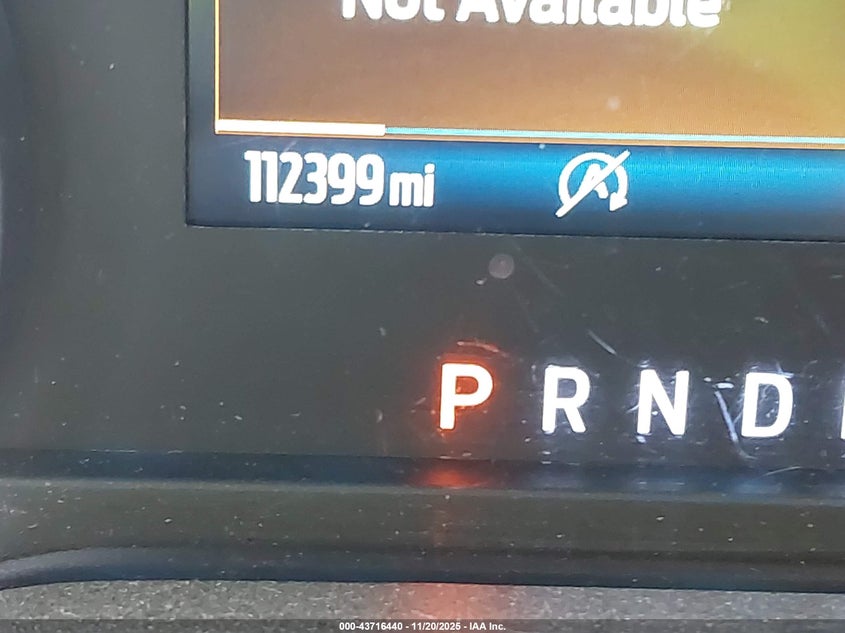 Not Available
112399 mi
P R N D
000-43716440 - 11/20/2025 - IAA Inc.